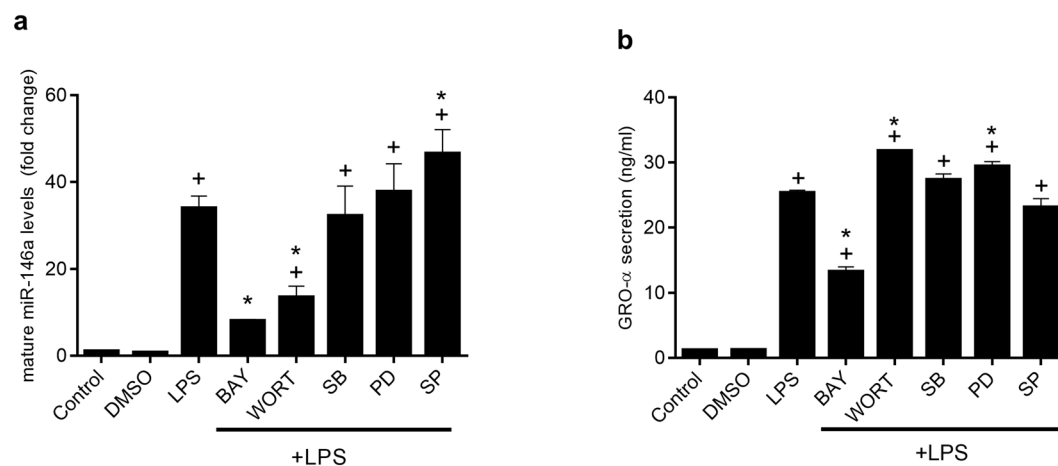 a
mature miR-146a levels (fold change)
60
40
20
0
+
*
*
+
+
+
*
+
Control
DMSO
LPS
BAY
WORT
SB
PD
SP
+LPS
b
GRO-α secretion (ng/ml)
40
30
20
10
0
+
*
+
*
+
+
*
+
+
Control
DMSO
LPS
BAY
WORT
SB
PD
SP
+LPS